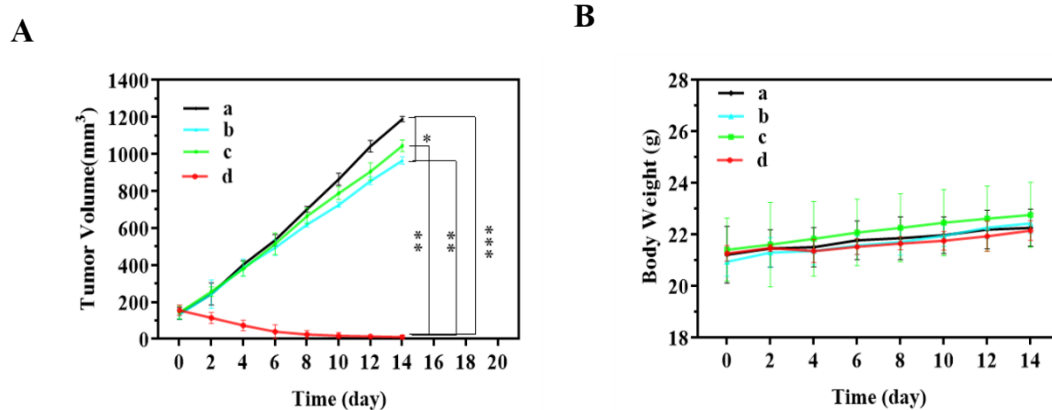 A
Tumor Volume(mm³)
1400
1200
1000
800
600
400
200
0
a
b
c
d
*
**
**
***
0 2 4 6 8 10 12 14 16 18 20
Time (day)
B
Body Weight (g)
28
26
24
22
20
18
a
b
c
d
0 2 4 6 8 10 12 14
Time (day)